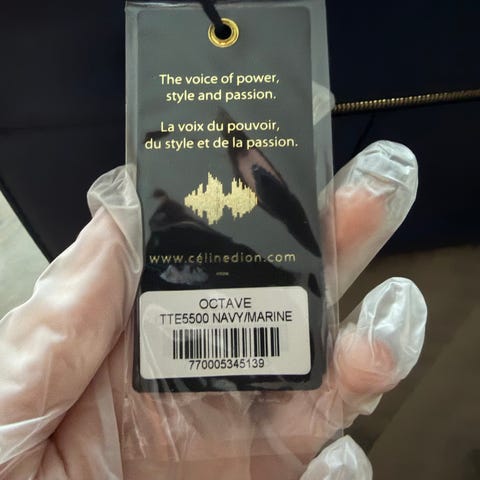 The voice of power,
style and passion.
La voix du pouvoir,
du style et de la passion.
www.célinedion.com
OCTAVE
TTE5500 NAVY/MARINE
770005345139